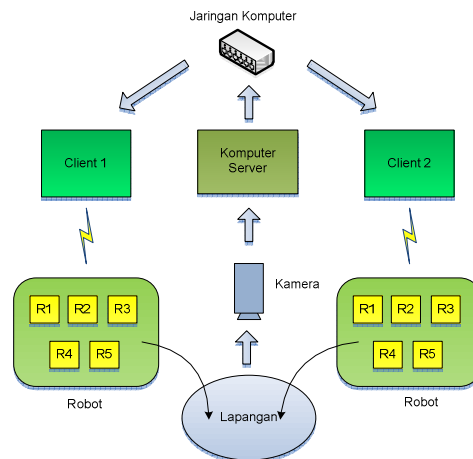 Jaringan Komputer
Client 1
Komputer
Server
Client 2
Kamera
R1 R2 R3
R4 R5
Robot
R1 R2 R3
R4 R5
Robot
Lapangan